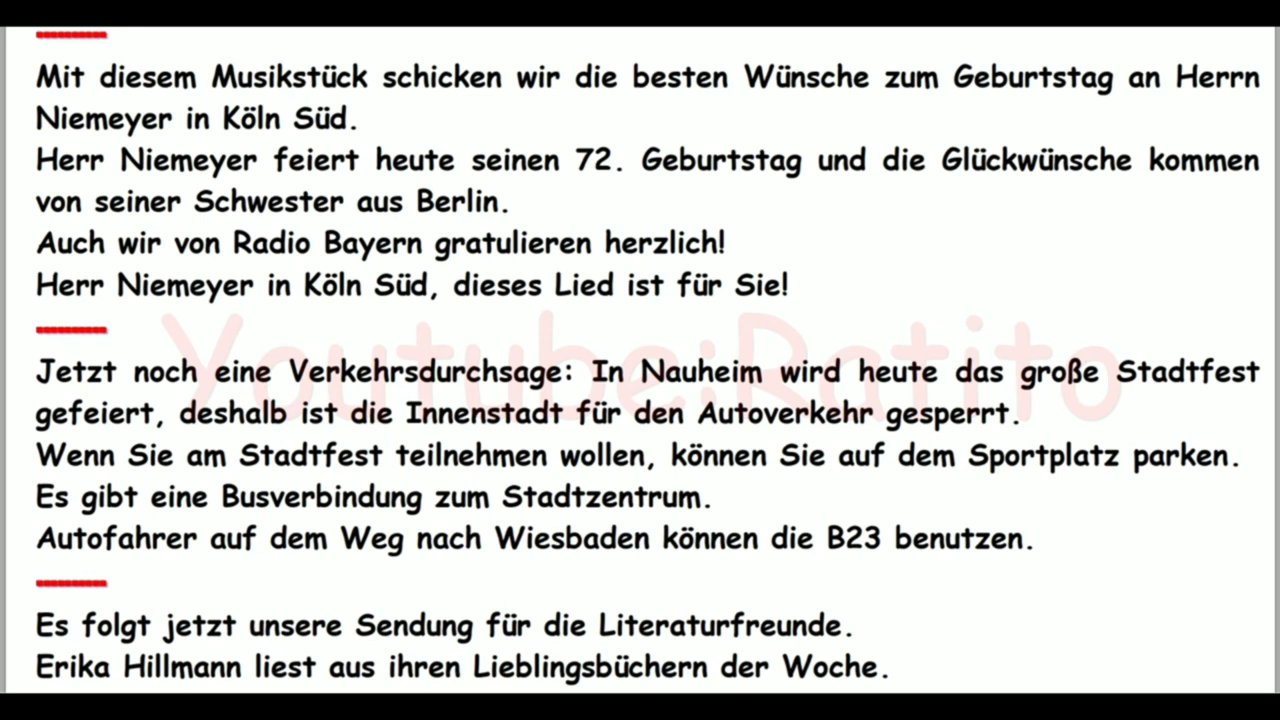 Mit diesem Musikstück schicken wir die besten Wünsche zum Geburtstag an Herrn
Niemeyer in Köln Süd.
Herr Niemeyer feiert heute seinen 72. Geburtstag und die Glückwünsche kommen
von seiner Schwester aus Berlin.
Auch wir von Radio Bayern gratulieren herzlich!
Herr Niemeyer in Köln Süd, dieses Lied ist für Sie!
Youtube:Ratito
Jetzt noch eine Verkehrsdurchsage: In Nauheim wird heute das große Stadtfest
gefeiert, deshalb ist die Innenstadt für den Autoverkehr gesperrt.
Wenn Sie am Stadtfest teilnehmen wollen, können Sie auf dem Sportplatz parken.
Es gibt eine Busverbindung zum Stadtzentrum.
Autofahrer auf dem Weg nach Wiesbaden können die B23 benutzen.
Es folgt jetzt unsere Sendung für die Literaturfreunde.
Erika Hillmann liest aus ihren Lieblingsbüchern der Woche.